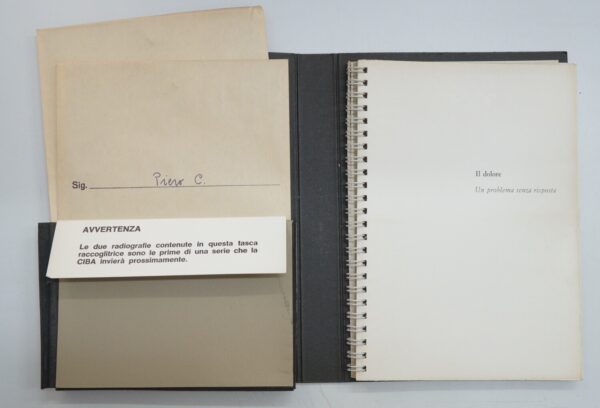 Sig. Piero C.
AVVERTENZA
Le due radiografie contenute in questa tasca
raccoglitrice sono le prime di una serie che la
CIBA invierà prossimamente.
Il dolore
Un problema senza risposta